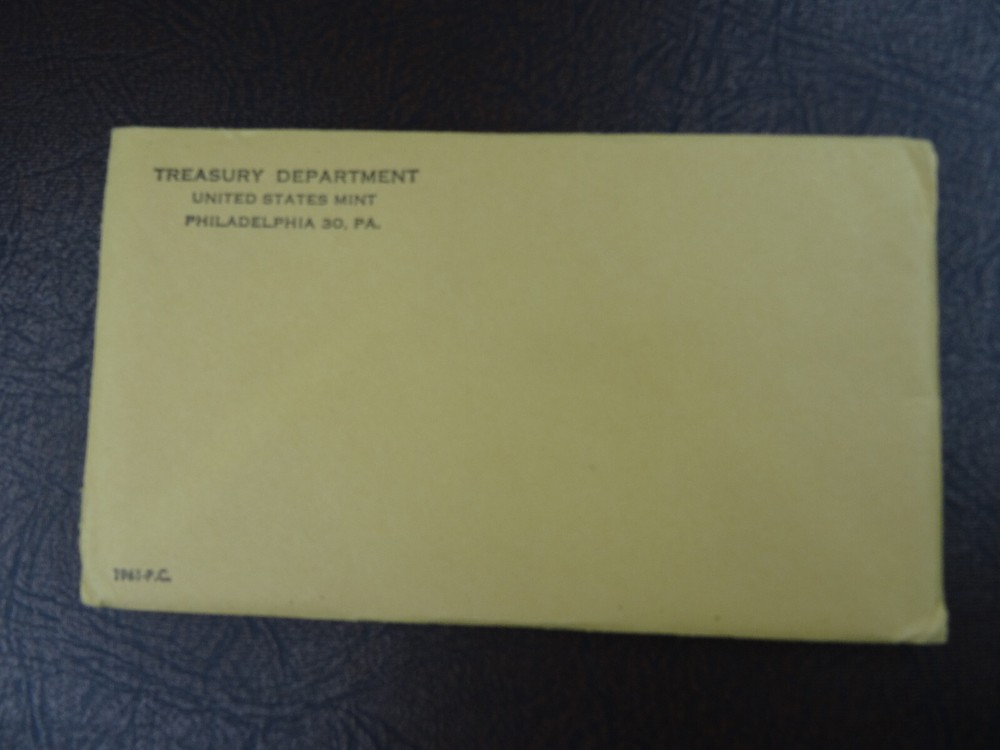 TREASURY DEPARTMENT
UNITED STATES MINT
PHILADELPHIA 30, PA.
1961-P.C.